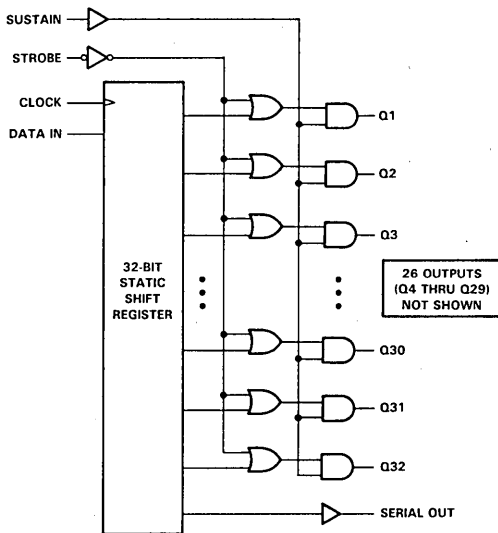 SUSTAIN
STROBE
CLOCK
DATA IN
32-BIT
STATIC
SHIFT
REGISTER
Q1
Q2
Q3
26 OUTPUTS
(Q4 THRU Q29)
NOT SHOWN
Q30
Q31
Q32
SERIAL OUT